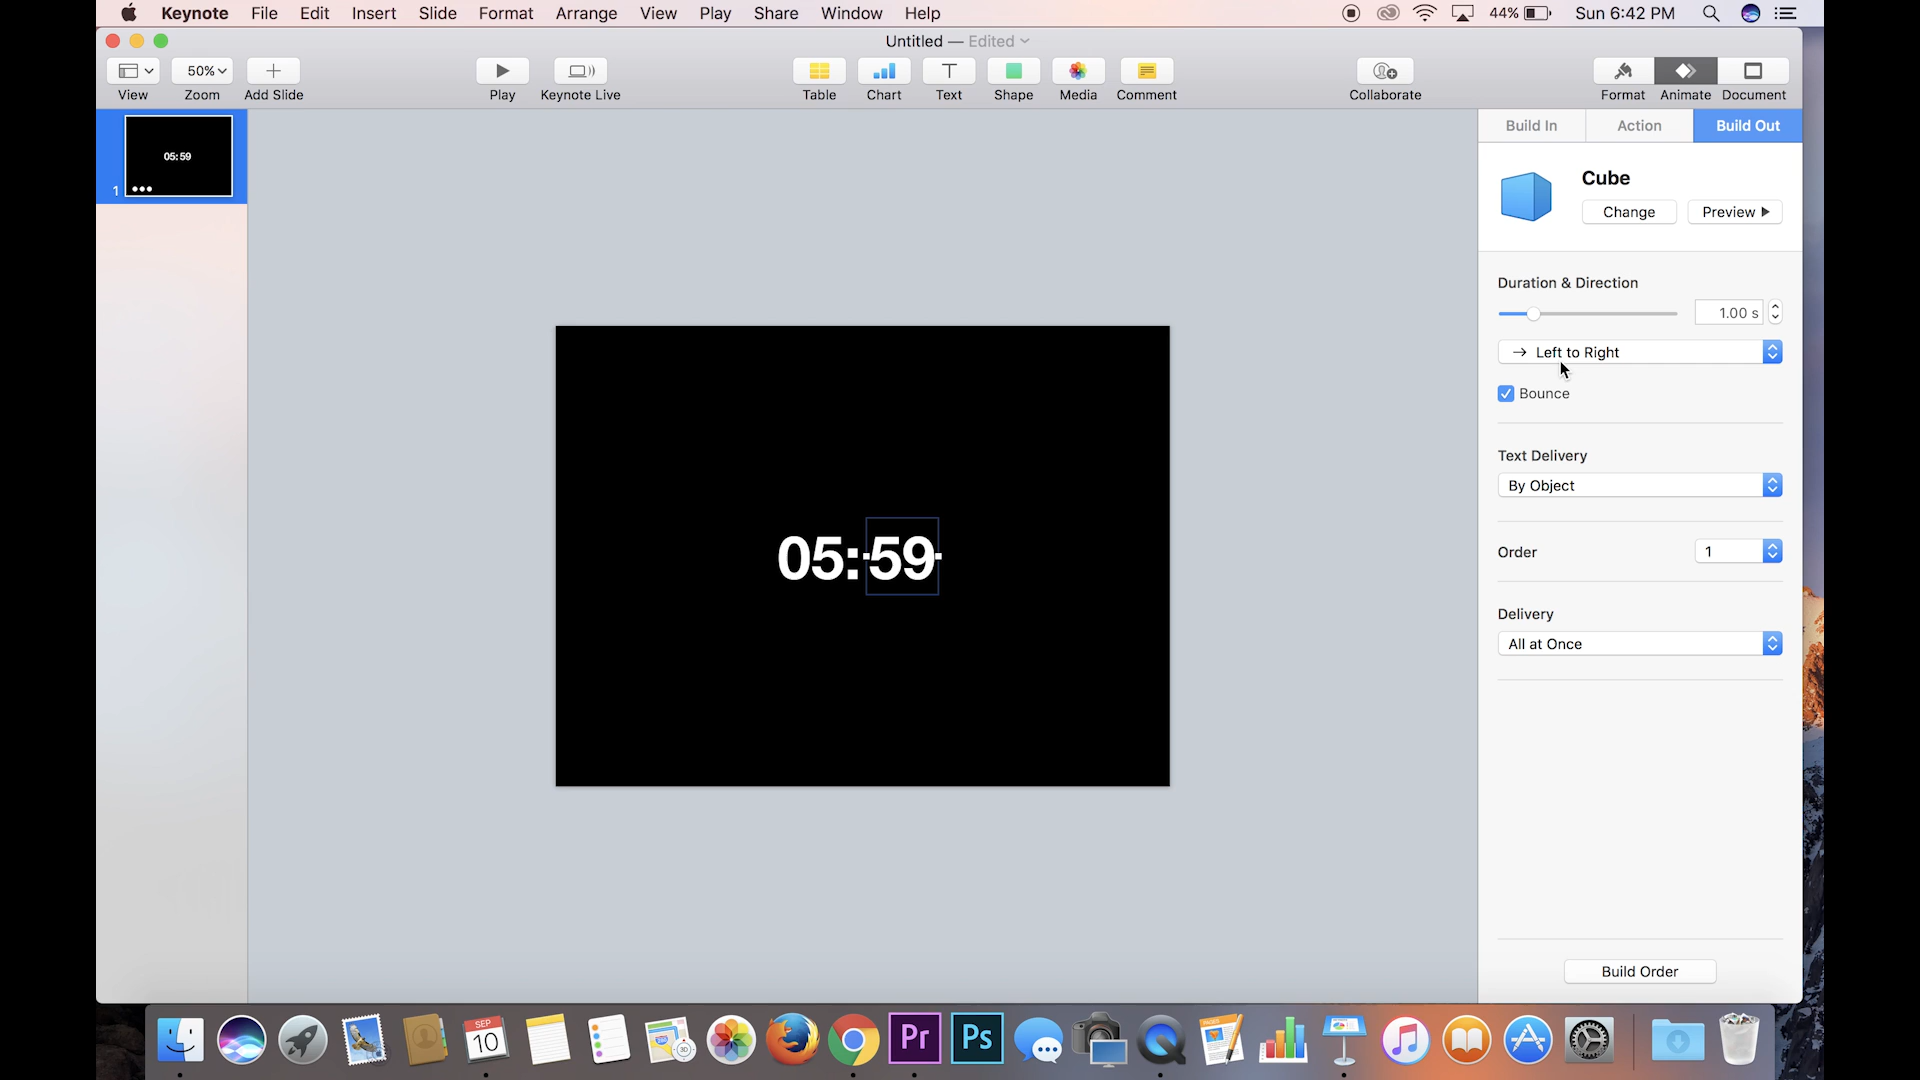 Keynote File Edit Insert Slide Format Arrange View Play Share Window Help 44% Sun 6:42 PM
Untitled — Edited
50%
View Zoom Add Slide Play Keynote Live Table Chart Text Shape Media Comment Collaborate Format Animate Document
Build In Action Build Out
05:59
1
Cube
Change Preview
Duration & Direction
1.00 s
→ Left to Right
Bounce
Text Delivery
By Object
05:59
Order 1
Delivery
All at Once
Build Order
SEP
10
Pr Ps
PAGES
3D